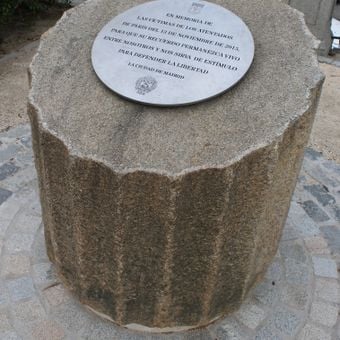 EN MEMORIA DE
LAS VÍCTIMAS DE LOS ATENTADOS
DE PARÍS DEL 13 DE NOVIEMBRE DE 2015,
PARA QUE SU RECUERDO PERMANEZCA VIVO
ENTRE NOSOTROS Y NOS SIRVA DE ESTÍMULO
PARA DEFENDER LA LIBERTAD
LA CIUDAD DE MADRID